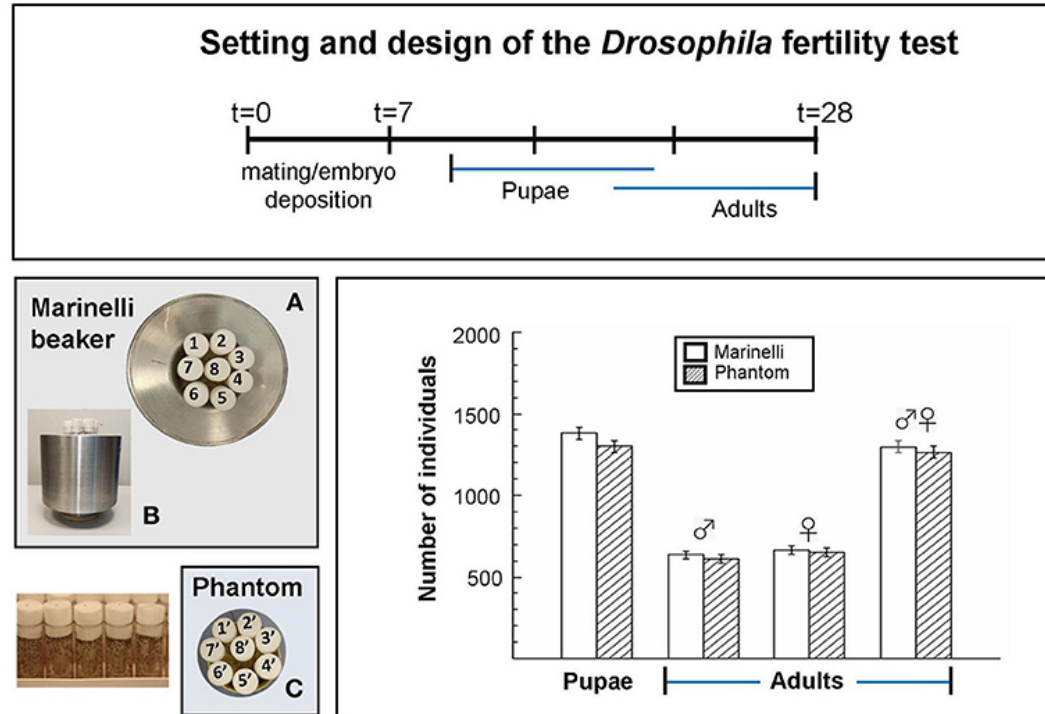 Setting and design of the Drosophila fertility test
t=0
t=7
t=28
mating/embryo
deposition
Pupae
Adults
Marinelli
beaker
A
1
2
3
7
8
4
6
5
B
Phantom
1'
2'
3'
7'
8'
4'
6'
5'
C
Number of individuals
2000
1500
1000
500
Marinelli
Phantom
♂
♀
♂♀
Pupae
Adults